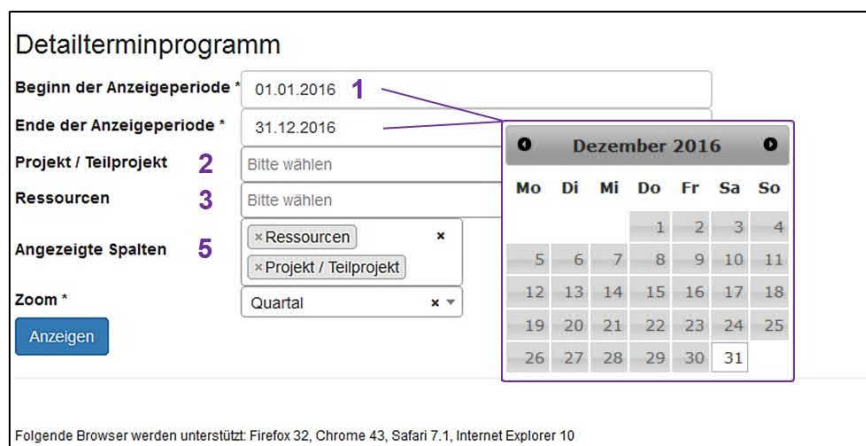 Detailterminprogramm
Beginn der Anzeigeperiode * 01.01.2016 1
Ende der Anzeigeperiode * 31.12.2016
Projekt / Teilprojekt 2 Bitte wählen
Ressourcen 3 Bitte wählen
Angezeigte Spalten 5 ×Ressourcen ×
×Projekt / Teilprojekt
Zoom * Quartal ×
Anzeigen
Dezember 2016
Mo Di Mi Do Fr Sa So
1 2 3 4
5 6 7 8 9 10 11
12 13 14 15 16 17 18
19 20 21 22 23 24 25
26 27 28 29 30 31
Folgende Browser werden unterstützt: Firefox 32, Chrome 43, Safari 7.1, Internet Explorer 10